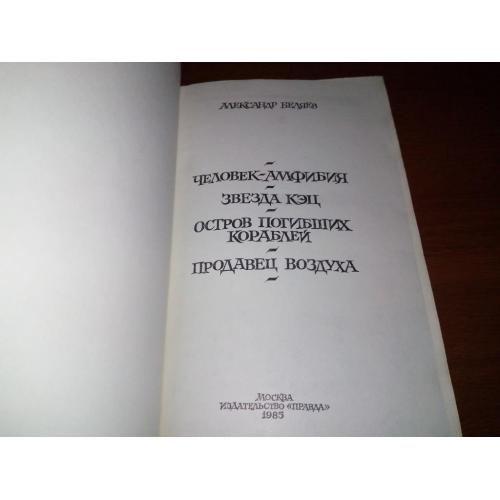 АЛЕКСАНДР БЕЛЯЕВ
ЧЕЛОВЕК-АМФИБИЯ
ЗВЕЗДА КЭЦ
ОСТРОВ ПОГИБШИХ
КОРАБЛЕЙ
ПРОДАВЕЦ ВОЗДУХА
МОСКВА
ИЗДАТЕЛЬСТВО «ПРАВДА»
1985